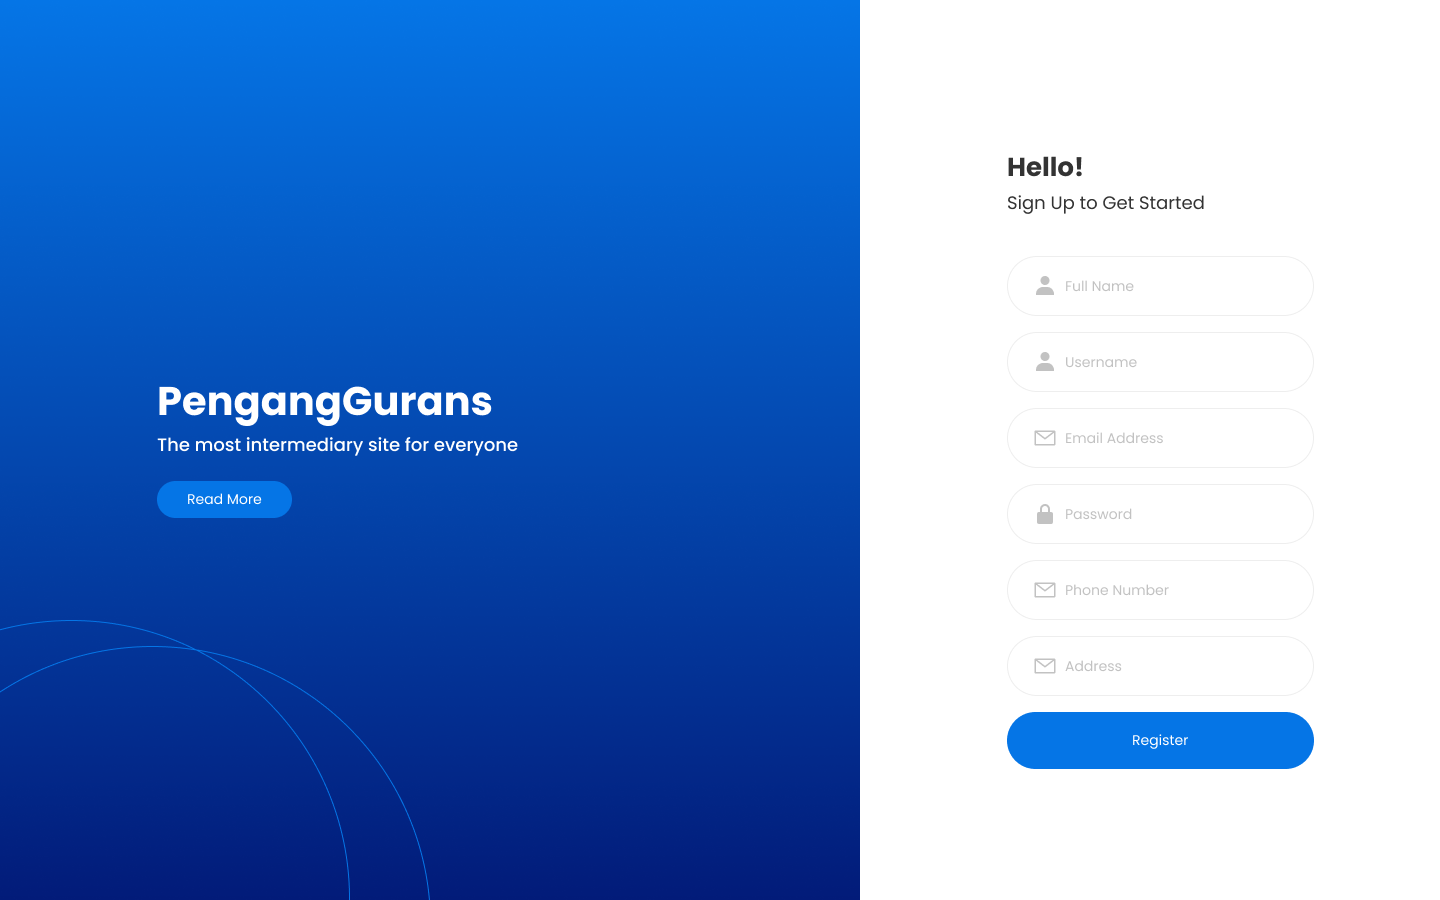 PengangGurans
The most intermediary site for everyone
Read More
Hello!
Sign Up to Get Started
Full Name
Username
Email Address
Password
Phone Number
Address
Register